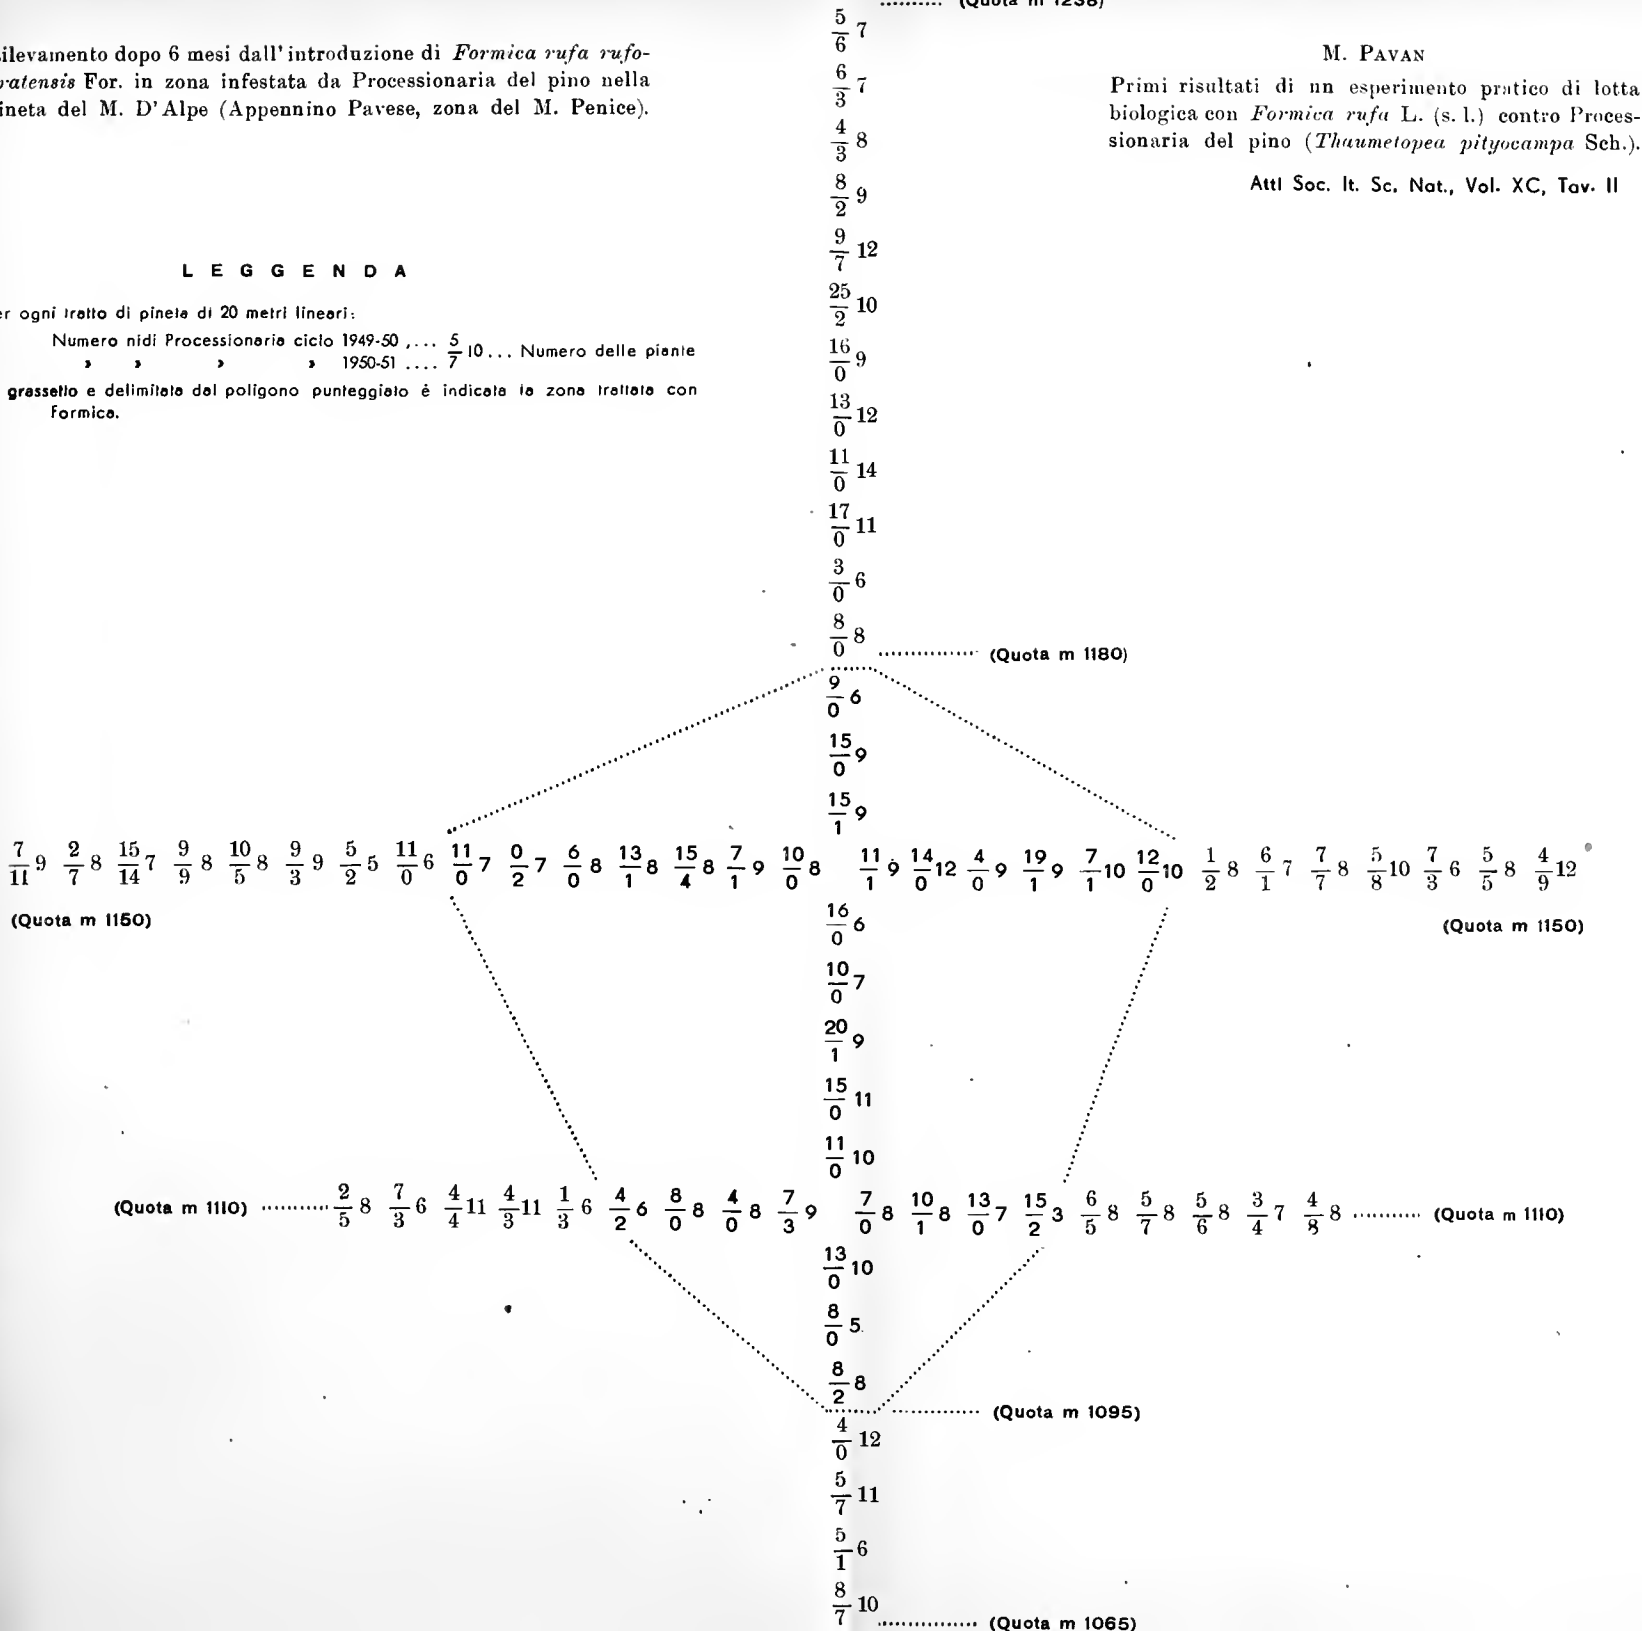 (Quota m 1238)
ilevamento dopo 6 mesi dall'introduzione di Formica rufa rufo-
ratensis For. in zona infestata da Processionaria del pino nella
ineta del M. D'Alpe (Appennino Pavese, zona del M. Penice).
M. PAVAN
Primi risultati di un esperimento pratico di lotta
biologica con Formica rufa L. (s. l.) contro Proces-
sionaria del pino (Thaumetopea pityocampa Sch.).
Atti Soc. It. Sc. Nat., Vol. XC, Tav. II
LEGGENDA
er ogni tratto di pineta di 20 metri lineari:
Numero nidi Processionaria ciclo 1949-50 .... 5/7 10... Numero delle piante
» » » » 1950-51 ....
grassetto e delimitata dal poligono punteggiato è indicata la zona trattata con
Formica.
5/6 7
6/3 7
4/3 8
8/2 9
9/7 12
25/2 10
16/0 9
13/0 12
11/0 14
17/0 11
3/0 6
8/0 8 .............. (Quota m 1180)
9/0 6
15/0 9
15/1 9
7/11 9 2/7 8 15/14 7 9/9 8 10/5 8 9/3 9 5/2 5 11/0 6 11/0 7 0/2 7 6/0 8 13/1 8 15/4 8 7/1 9 10/0 8 11/1 9 14/0 12 4/0 9 19/1 9 7/1 10 12/0 10 1/2 8 6/1 7 7/7 8 5/8 10 7/3 6 5/5 8 4/9 12
(Quota m 1150) (Quota m 1150)
16/0 6
10/0 7
20/1 9
15/0 11
11/0 10
(Quota m 1110) .......... 2/5 8 7/3 6 4/4 11 4/3 11 1/3 6 4/2 6 8/0 8 4/0 8 7/3 9 7/0 8 10/1 8 13/0 7 15/2 3 6/5 8 5/7 8 5/6 8 3/4 7 4/8 8 .......... (Quota m 1110)
13/0 10
8/0 5
8/2 8
............. (Quota m 1095)
4/0 12
5/7 11
5/1 6
8/7 10
.............. (Quota m 1065)